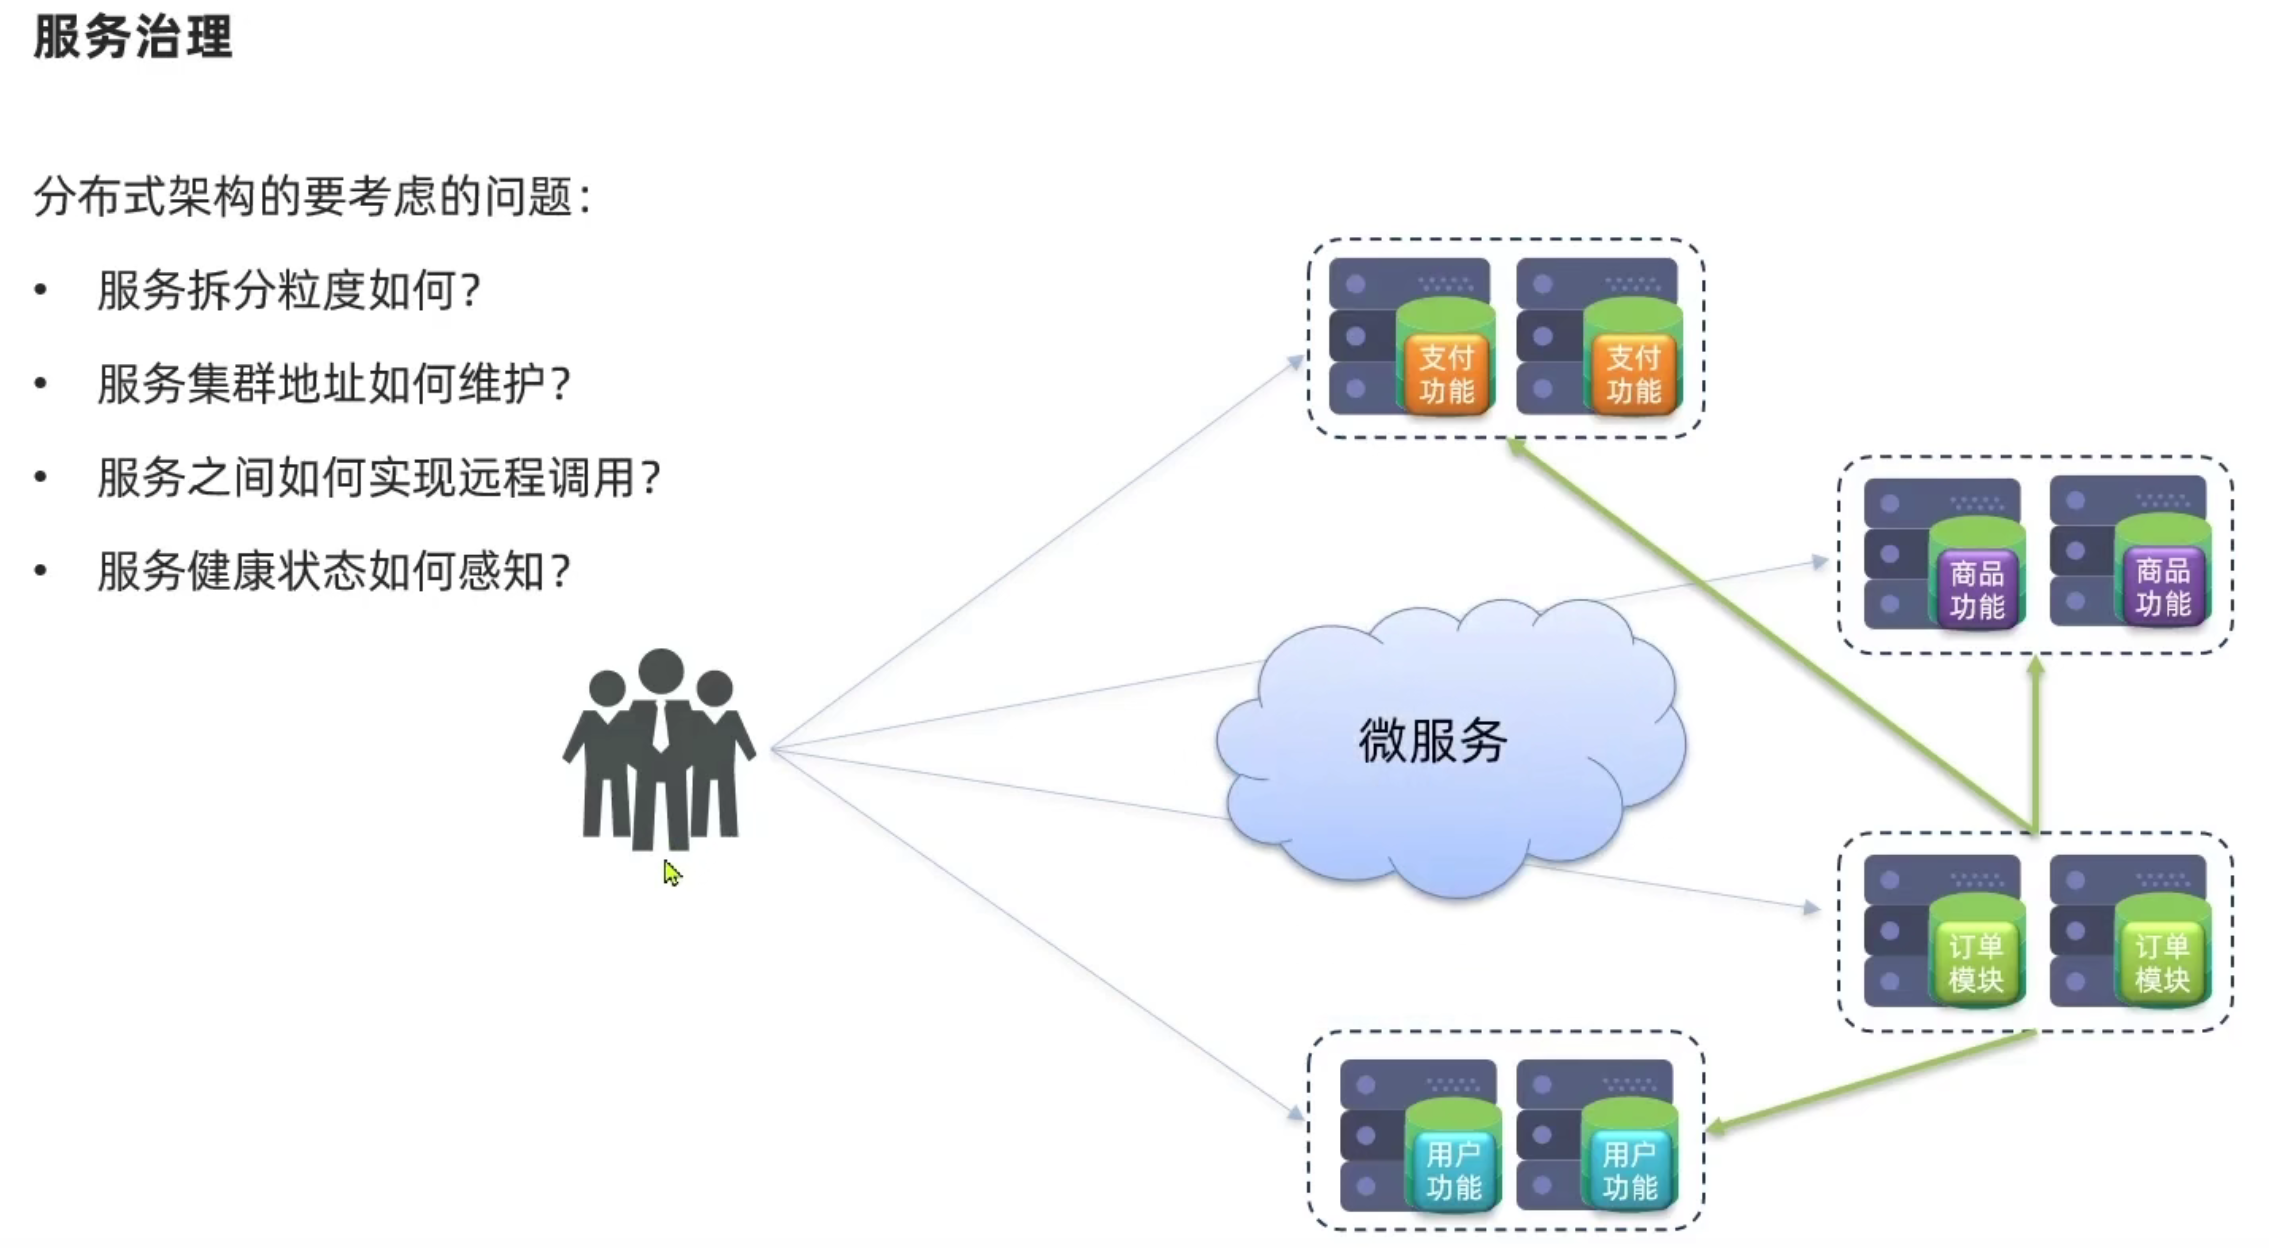 服务治理
分布式架构的要考虑的问题：
• 服务拆分粒度如何？
• 服务集群地址如何维护？
• 服务之间如何实现远程调用？
• 服务健康状态如何感知？
支付
功能
支付
功能
商品
功能
商品
功能
微服务
订单
模块
订单
模块
用户
功能
用户
功能